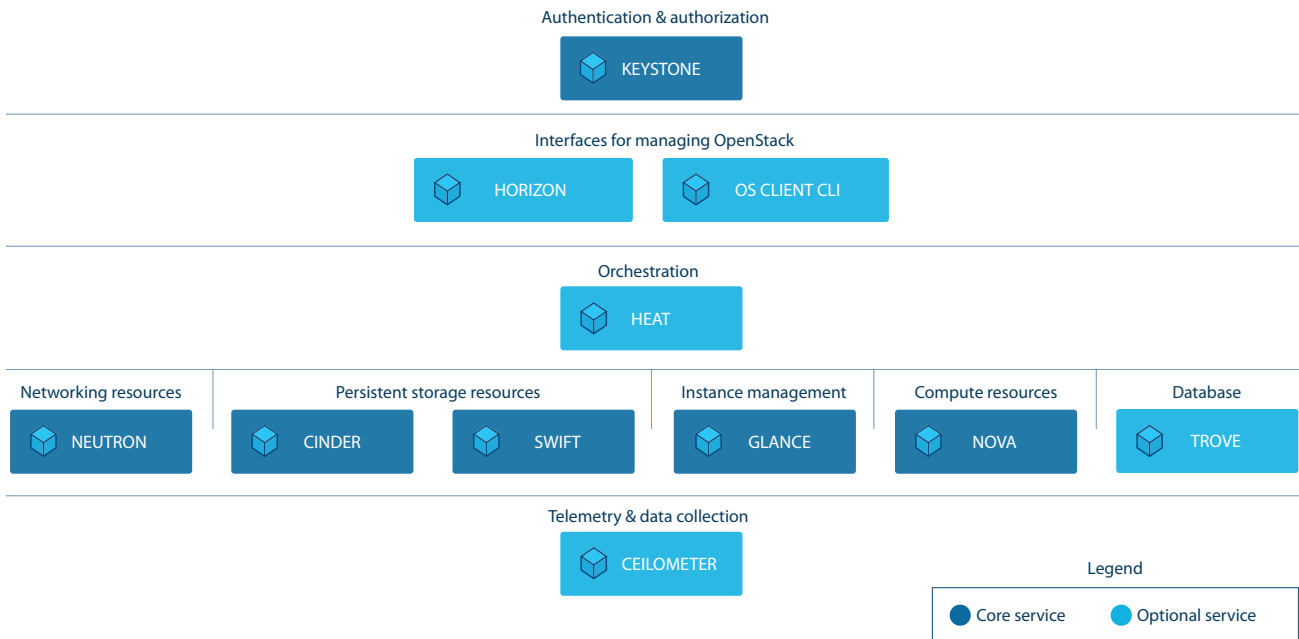 Authentication & authorization
KEYSTONE
Interfaces for managing OpenStack
HORIZON
OS CLIENT CLI
Orchestration
HEAT
Networking resources
NEUTRON
Persistent storage resources
CINDER
SWIFT
Instance management
GLANCE
Compute resources
NOVA
Database
TROVE
Telemetry & data collection
CEILOMETER
Legend
Core service
Optional service